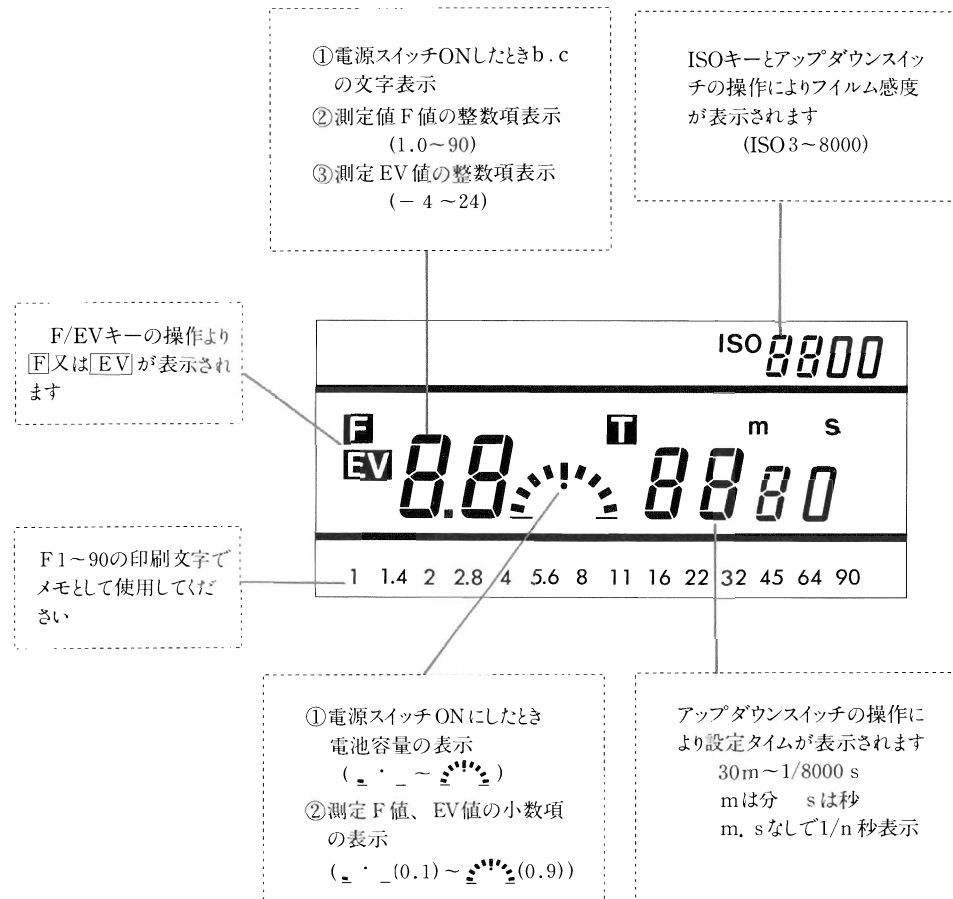 ①電源スイッチONしたときb.c
の文字表示
②測定値F値の整数項表示
(1.0～90)
③測定EV値の整数項表示
(－4～24)
ISOキーとアップダウンスイッ
チの操作によりフイルム感度
が表示されます
(ISO 3～8000)
F/EVキーの操作より
F又はEVが表示され
ます
ISO 8800
F
EV
8.8
T
m s
88 80
F1～90の印刷文字で
メモとして使用してくだ
さい
1 1.4 2 2.8 4 5.6 8 11 16 22 32 45 64 90
①電源スイッチONにしたとき
電池容量の表示
( ～ )
②測定F値、EV値の小数項
の表示
( (0.1)～ (0.9))
アップダウンスイッチの操作に
より設定タイムが表示されます
30m～1/8000 s
mは分 sは秒
m. sなしで1/n秒表示